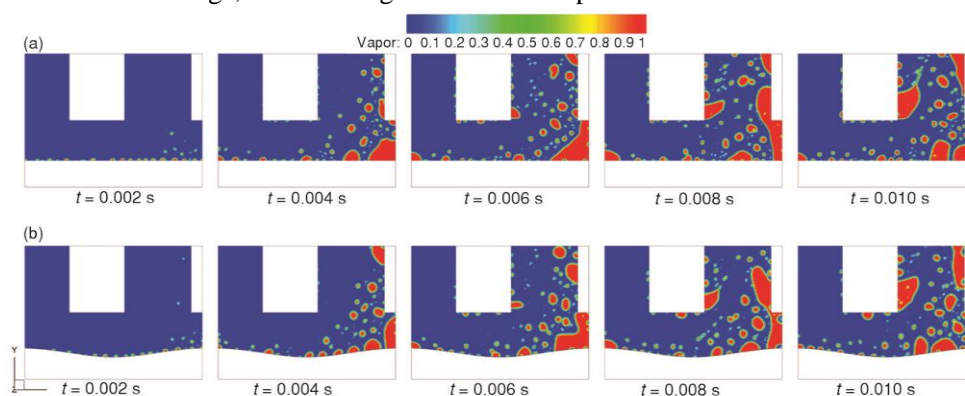 (a)
Vapor: 0 0.1 0.2 0.3 0.4 0.5 0.6 0.7 0.8 0.9 1
t = 0.002 s t = 0.004 s t = 0.006 s t = 0.008 s t = 0.010 s
(b)
Y
Z
t = 0.002 s t = 0.004 s t = 0.006 s t = 0.008 s t = 0.010 s